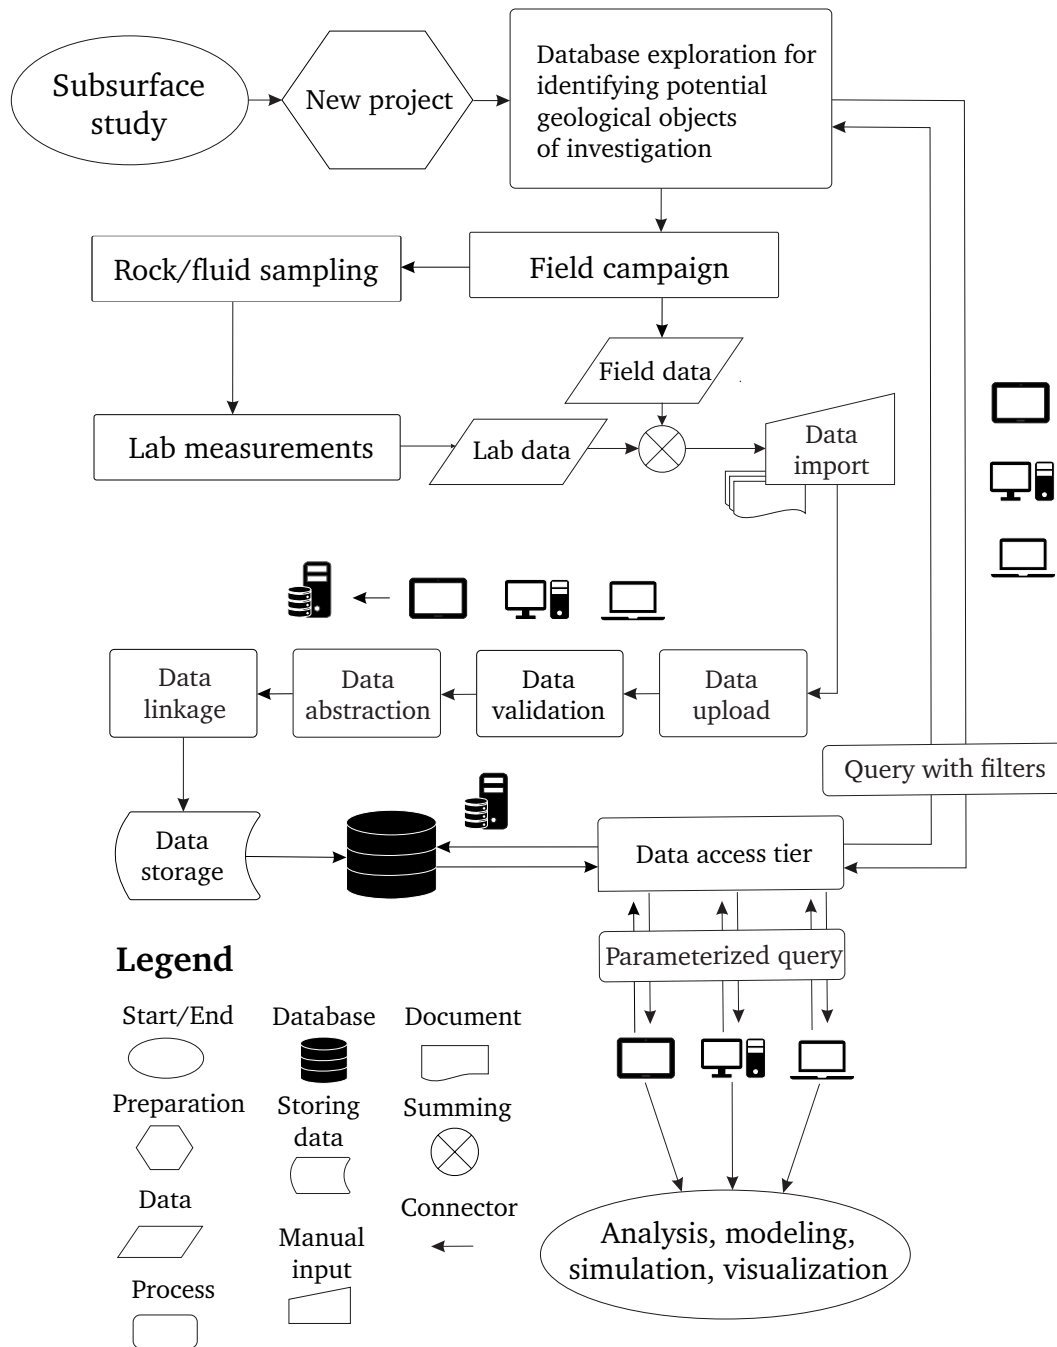 Subsurface
study
New project
Database exploration for
identifying potential
geological objects
of investigation
Rock/fluid sampling
Field campaign
Field data
Lab measurements
Lab data
Data
import
Data
linkage
Data
abstraction
Data
validation
Data
upload
Query with filters
Data
storage
Data access tier
Parameterized query
Legend
Start/End
Database
Document
Preparation
Storing
data
Summing
Data
Connector
Manual
input
Process
Analysis, modeling,
simulation, visualization